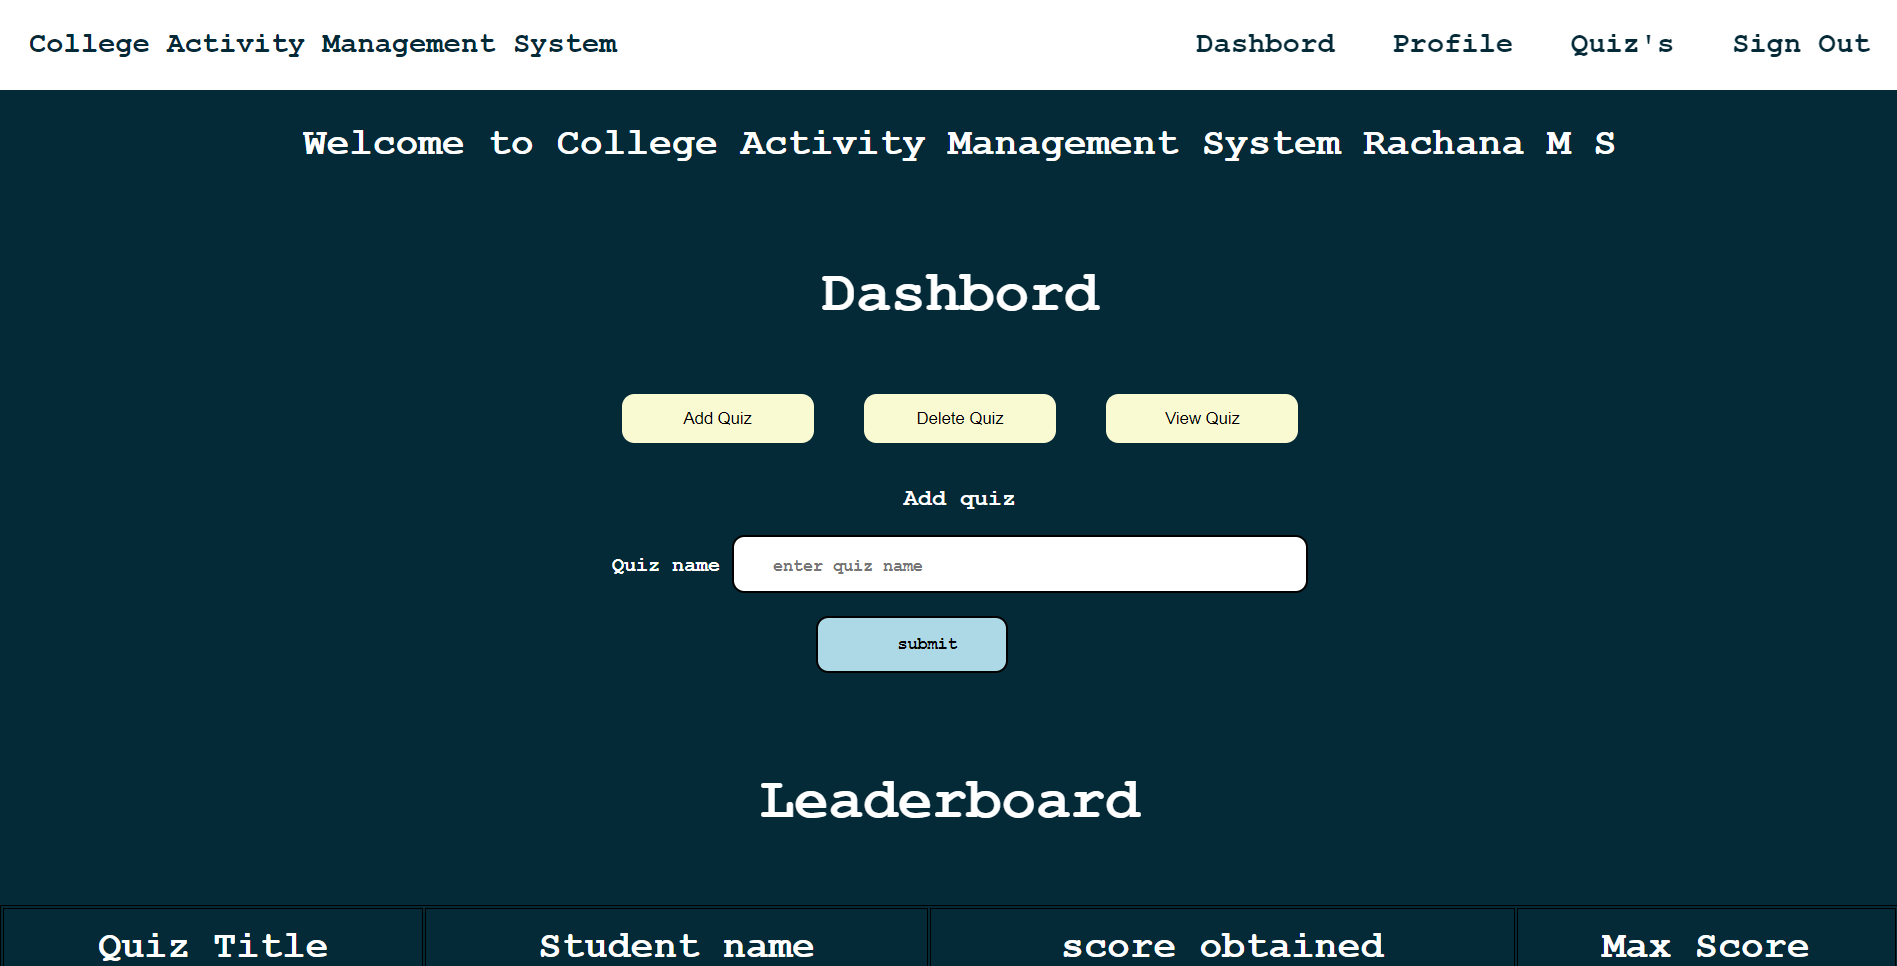 College Activity Management System Dashbord Profile Quiz's Sign Out
Welcome to College Activity Management System Rachana M S
Dashbord
Add Quiz Delete Quiz View Quiz
Add quiz
Quiz name enter quiz name
submit
Leaderboard
Quiz Title Student name score obtained Max Score